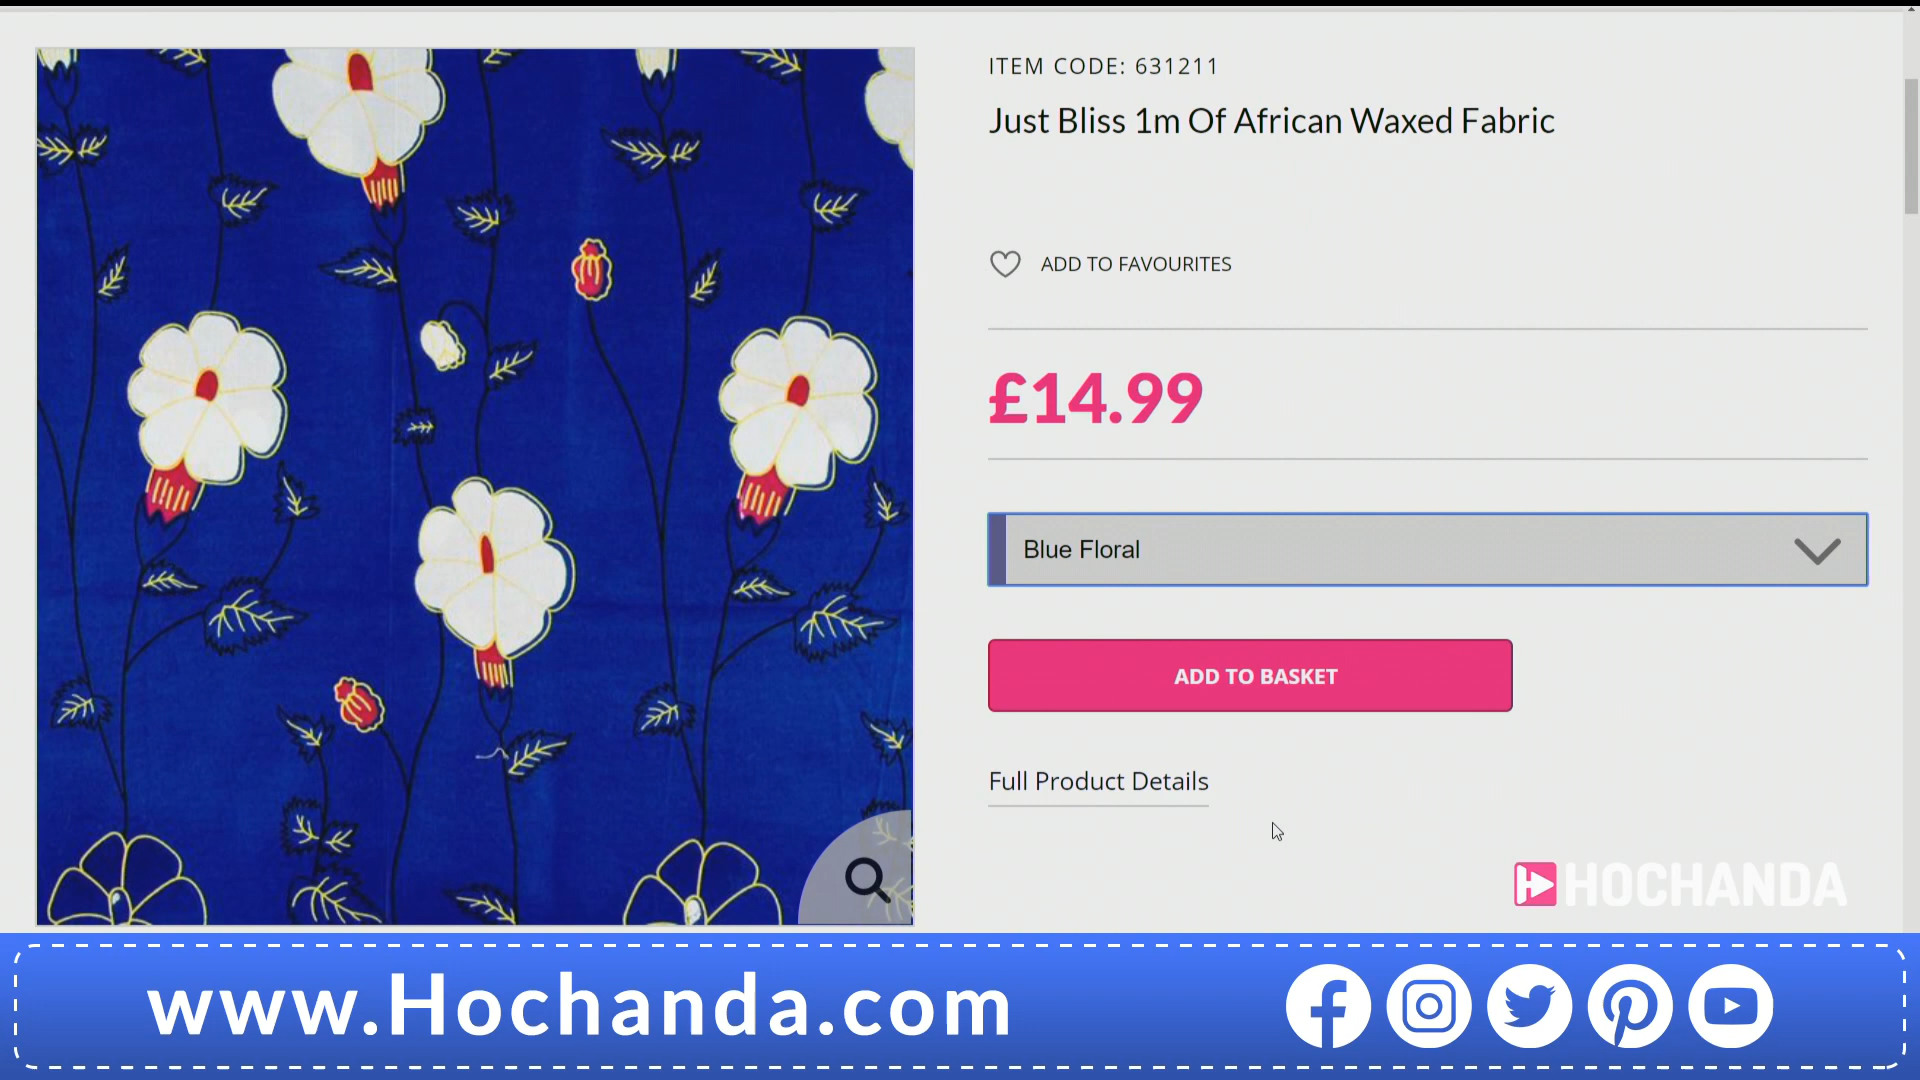 ITEM CODE: 631211
Just Bliss 1m Of African Waxed Fabric
ADD TO FAVOURITES
£14.99
Blue Floral
ADD TO BASKET
Full Product Details
HOCHANDA
www.Hochanda.com